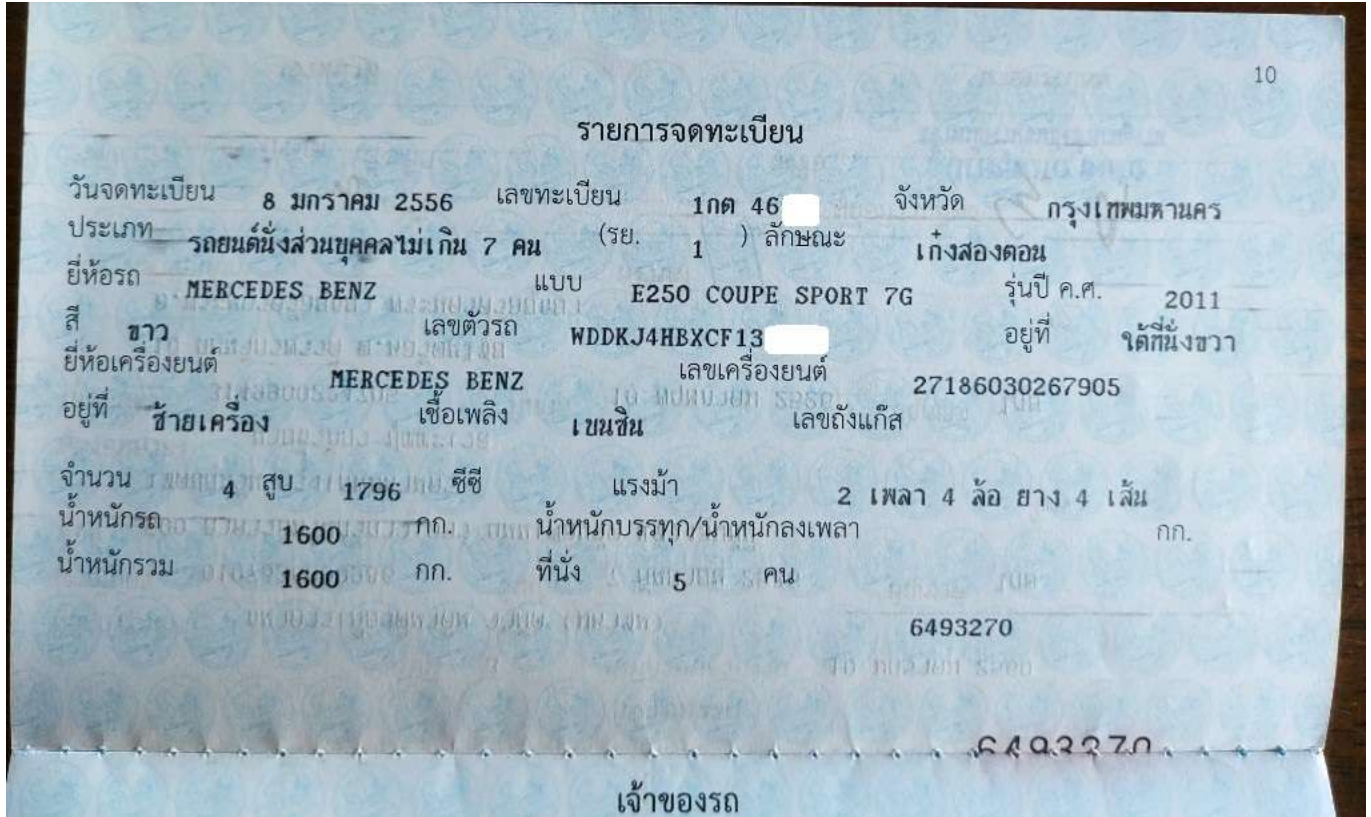 10
รายการจดทะเบียน
วันจดทะเบียน 8 มกราคม 2556 เลขทะเบียน 1กต 46 จังหวัด กรุงเทพมหานคร
ประเภท รถยนต์นั่งส่วนบุคคลไม่เกิน 7 คน (รย. 1 ) ลักษณะ เก๋งสองตอน
ยี่ห้อรถ MERCEDES BENZ แบบ E250 COUPE SPORT 7G รุ่นปี ค.ศ. 2011
สี ขาว เลขตัวรถ WDDKJ4HBXCF13 อยู่ที่ ใต้ที่นั่งขวา
ยี่ห้อเครื่องยนต์ MERCEDES BENZ เลขเครื่องยนต์ 27186030267905
อยู่ที่ ซ้ายเครื่อง เชื้อเพลิง เบนซิน เลขถังแก๊ส
จำนวน 4 สูบ 1796 ซีซี แรงม้า 2 เพลา 4 ล้อ ยาง 4 เส้น
น้ำหนักรถ 1600 กก. น้ำหนักบรรทุก/น้ำหนักลงเพลา กก.
น้ำหนักรวม 1600 กก. ที่นั่ง 5 คน
6493270
6493270
เจ้าของรถ